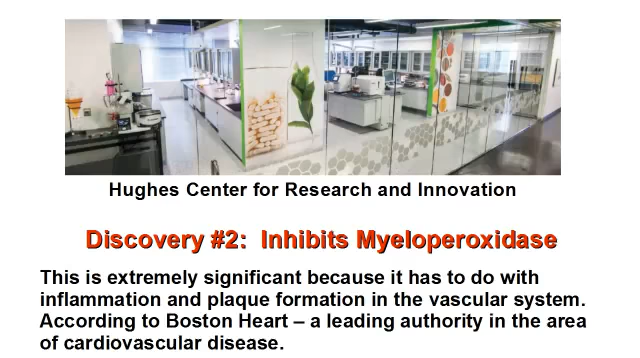 Hughes Center for Research and Innovation
Discovery #2:  Inhibits Myeloperoxidase
This is extremely significant because it has to do with
inflammation and plaque formation in the vascular system.
According to Boston Heart – a leading authority in the area
of cardiovascular disease.